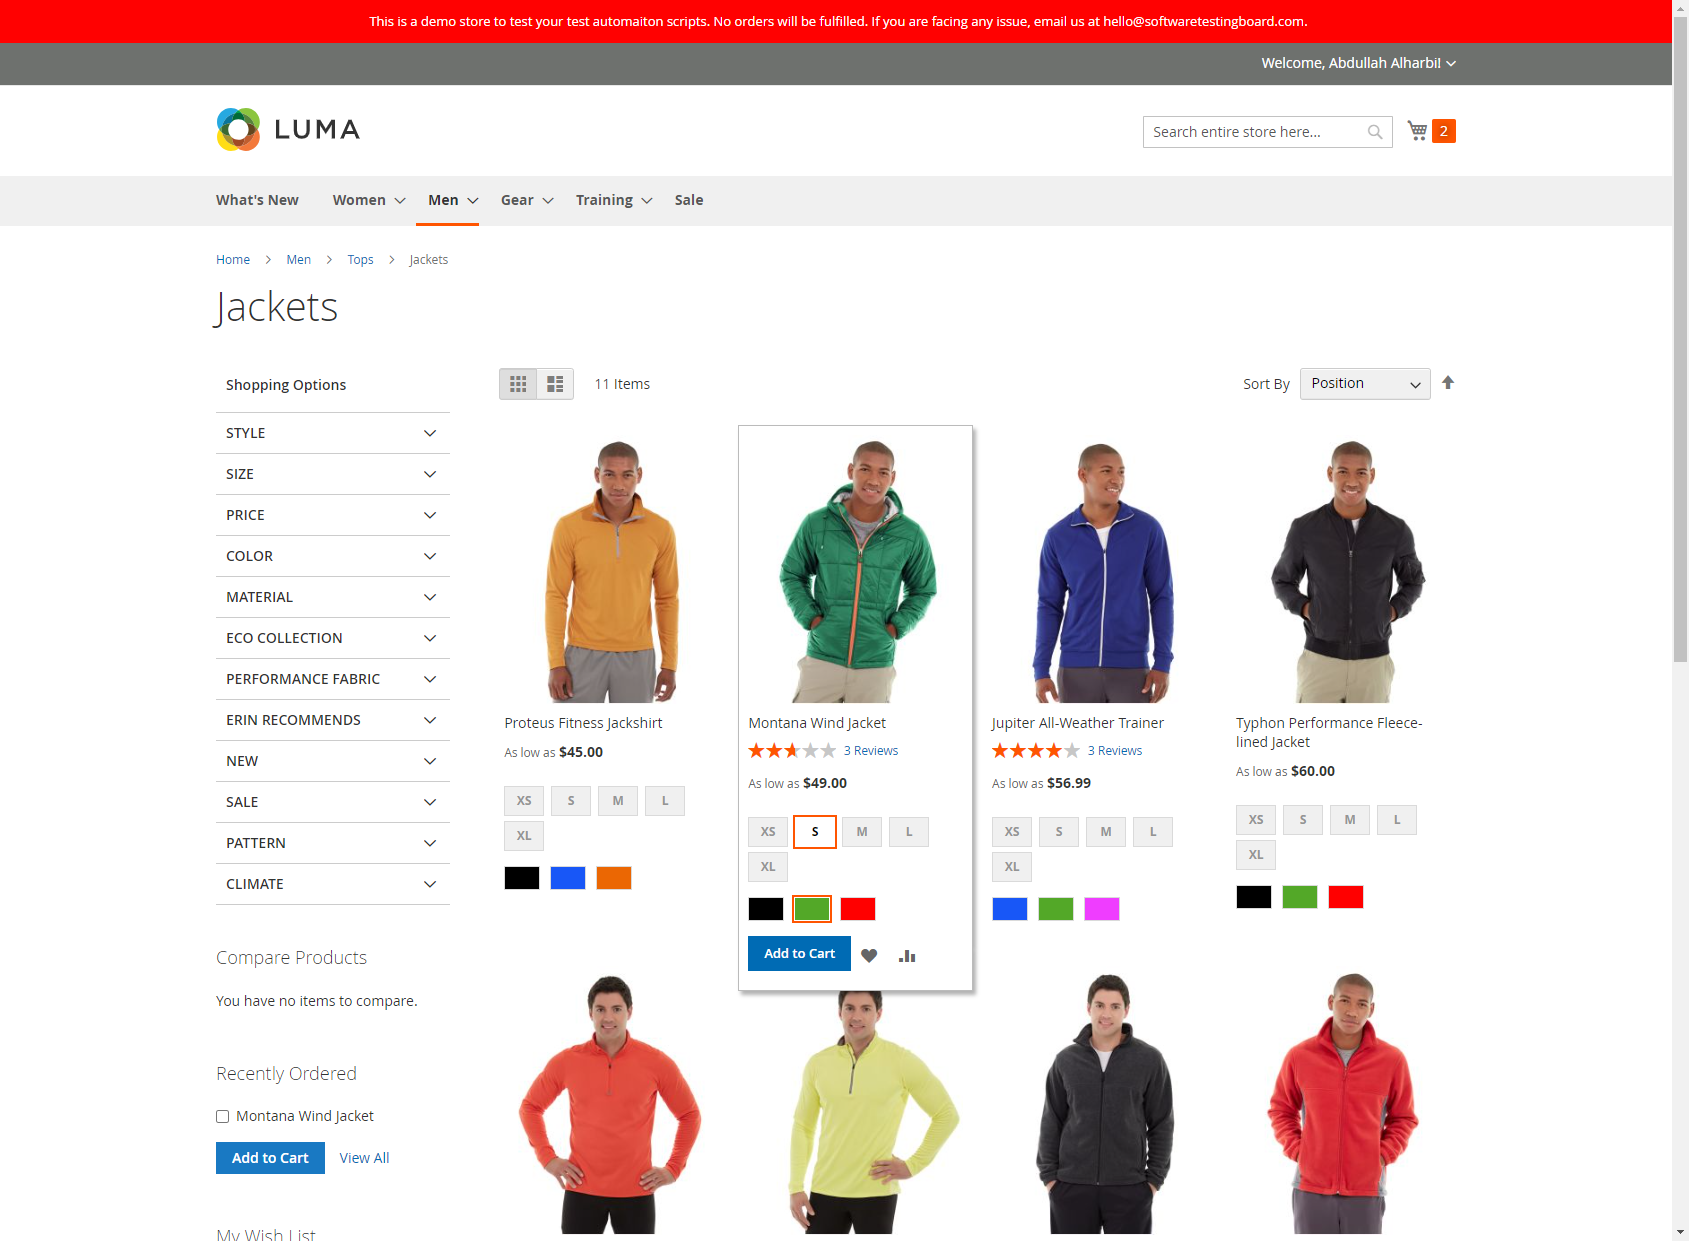 This is a demo store to test your test automaiton scripts. No orders will be fulfilled. If you are facing any issue, email us at hello@softwaretestingboard.com.
Welcome, Abdullah Alharbi!
LUMA
Search entire store here...
2
What's New Women Men Gear Training Sale
Home Men Tops Jackets
Jackets
Shopping Options
STYLE
SIZE
PRICE
COLOR
MATERIAL
ECO COLLECTION
PERFORMANCE FABRIC
ERIN RECOMMENDS
NEW
SALE
PATTERN
CLIMATE
Compare Products
You have no items to compare.
Recently Ordered
Montana Wind Jacket
Add to Cart View All
My Wish List
11 Items
Sort By Position
Proteus Fitness Jackshirt
As low as $45.00
XS S M L
XL
Montana Wind Jacket
3 Reviews
As low as $49.00
XS S M L
XL
Add to Cart
Jupiter All-Weather Trainer
3 Reviews
As low as $56.99
XS S M L
XL
Typhon Performance Fleece-
lined Jacket
As low as $60.00
XS S M L
XL